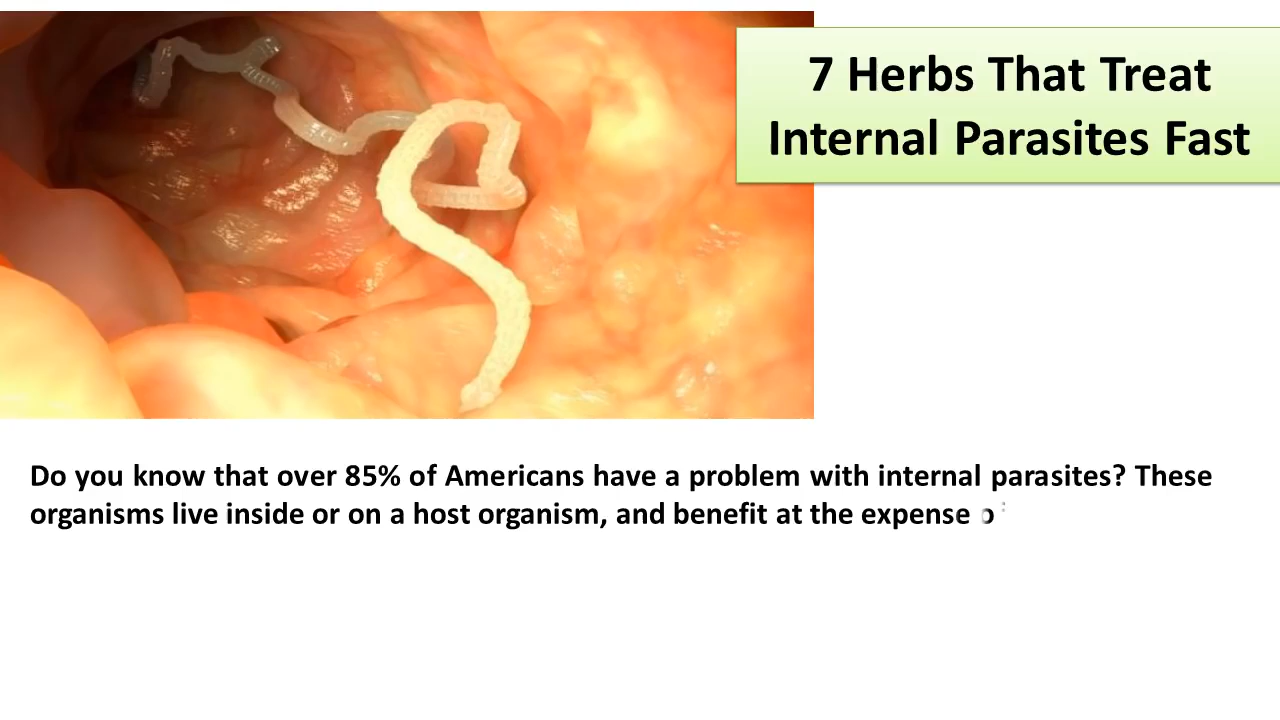 7 Herbs That Treat
Internal Parasites Fast
Do you know that over 85% of Americans have a problem with internal parasites? These
organisms live inside or on a host organism, and benefit at the expense